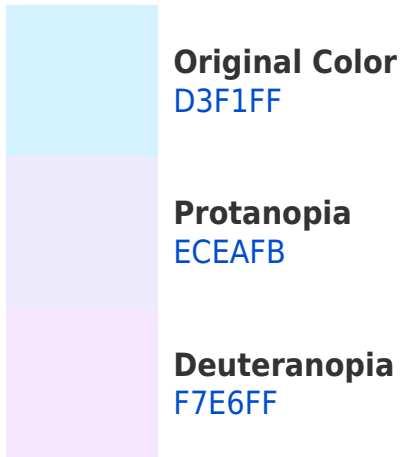 Original Color
D3F1FF
Protanopia
ECEAFB
Deuteranopia
F7E6FF